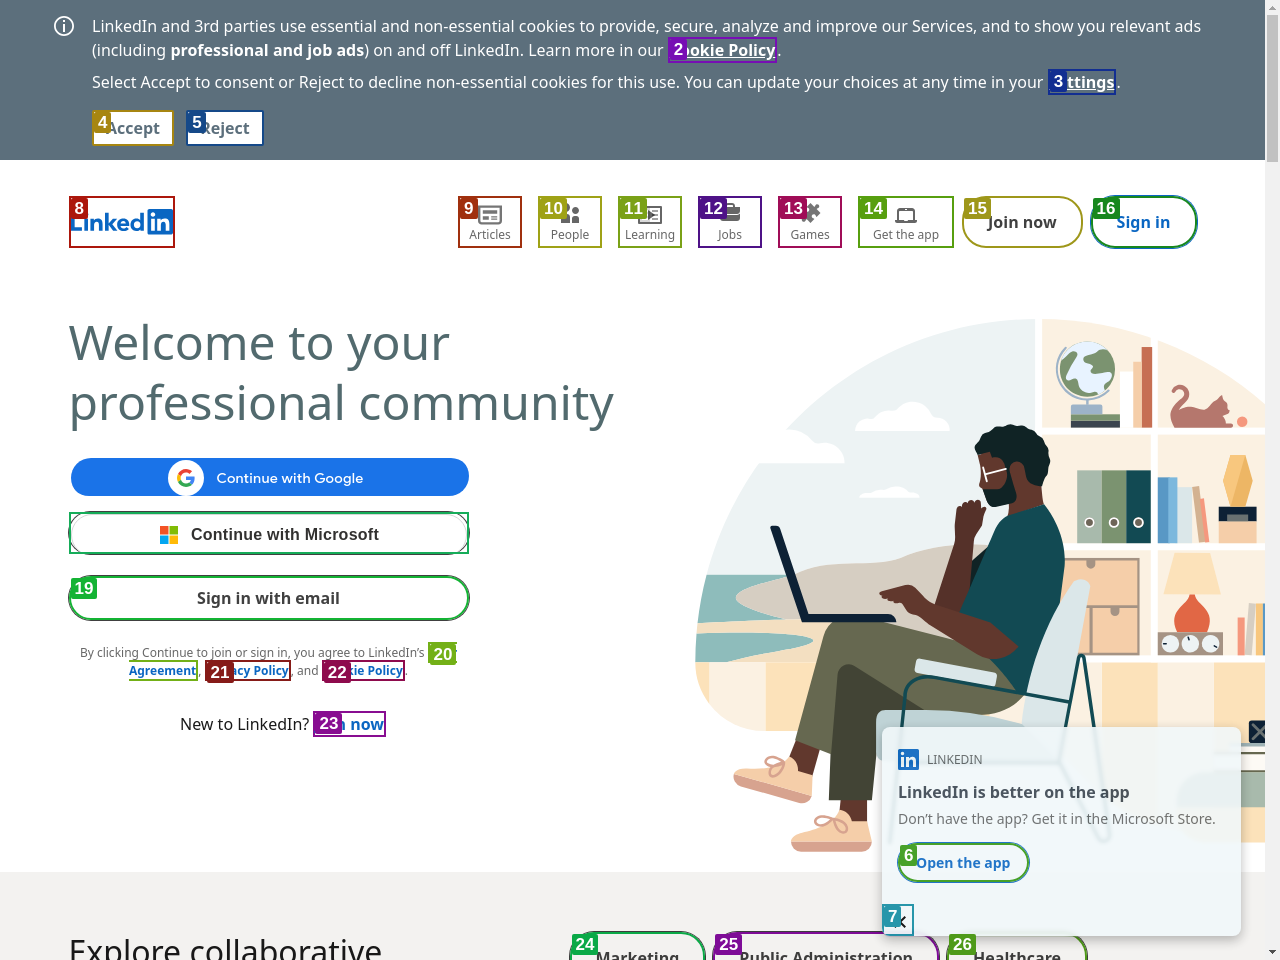 LinkedIn and 3rd parties use essential and non-essential cookies to provide, secure, analyze and improve our Services, and to show you relevant ads
(including professional and job ads) on and off LinkedIn. Learn more in our 2 okie Policy.
Select Accept to consent or Reject to decline non-essential cookies for this use. You can update your choices at any time in your 3 ttings.
4 Accept 5 Reject
8 9 10 11 12 13 14 15 16
Linkedin Articles People Learning Jobs Games Get the app Join now Sign in
Welcome to your
professional community
Continue with Google
Continue with Microsoft
19 Sign in with email
By clicking Continue to join or sign in, you agree to LinkedIn's 20
Agreement, 21 acy Policy, and 22 kie Policy.
New to LinkedIn? 23 now
in LINKEDIN
LinkedIn is better on the app
Don't have the app? Get it in the Microsoft Store.
6 Open the app
7
Explore collaborative
24 Marketing 25 Public Administration 26 Healthcare